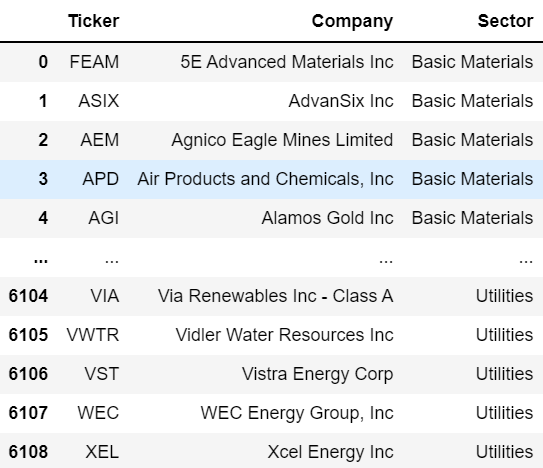 Ticker Company Sector
0 FEAM 5E Advanced Materials Inc Basic Materials
1 ASIX AdvanSix Inc Basic Materials
2 AEM Agnico Eagle Mines Limited Basic Materials
3 APD Air Products and Chemicals, Inc Basic Materials
4 AGI Alamos Gold Inc Basic Materials
... ... ... ...
6104 VIA Via Renewables Inc - Class A Utilities
6105 VWTR Vidler Water Resources Inc Utilities
6106 VST Vistra Energy Corp Utilities
6107 WEC WEC Energy Group, Inc Utilities
6108 XEL Xcel Energy Inc Utilities